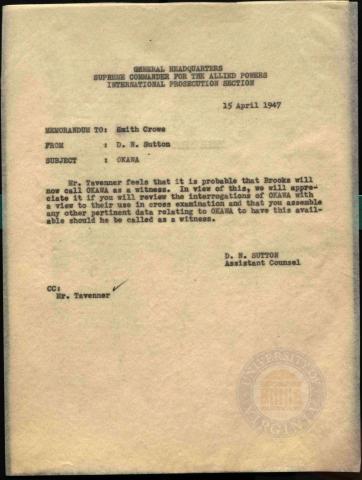 GENERAL HEADQUARTERS
SUPREME COMMANDER FOR THE ALLIED POWERS
INTERNATIONAL PROSECUTION SECTION
15 April 1947
MEMORANDUM TO: Smith Crowe
FROM : D. N. Sutton
SUBJECT : OKAWA
Mr. Tavenner feels that it is probable that Brooks will
now call OKAWA as a witness. In view of this, we will appre-
ciate it if you will review the interrogations of OKAWA with
a view to their use in cross examination and that you assemble
any other pertinent data relating to OKAWA to have this avail-
able should he be called as a witness.
D. N. SUTTON
Assistant Counsel
CC:
Mr. Tavenner
UNIVERSITY OF
VIRGINIA